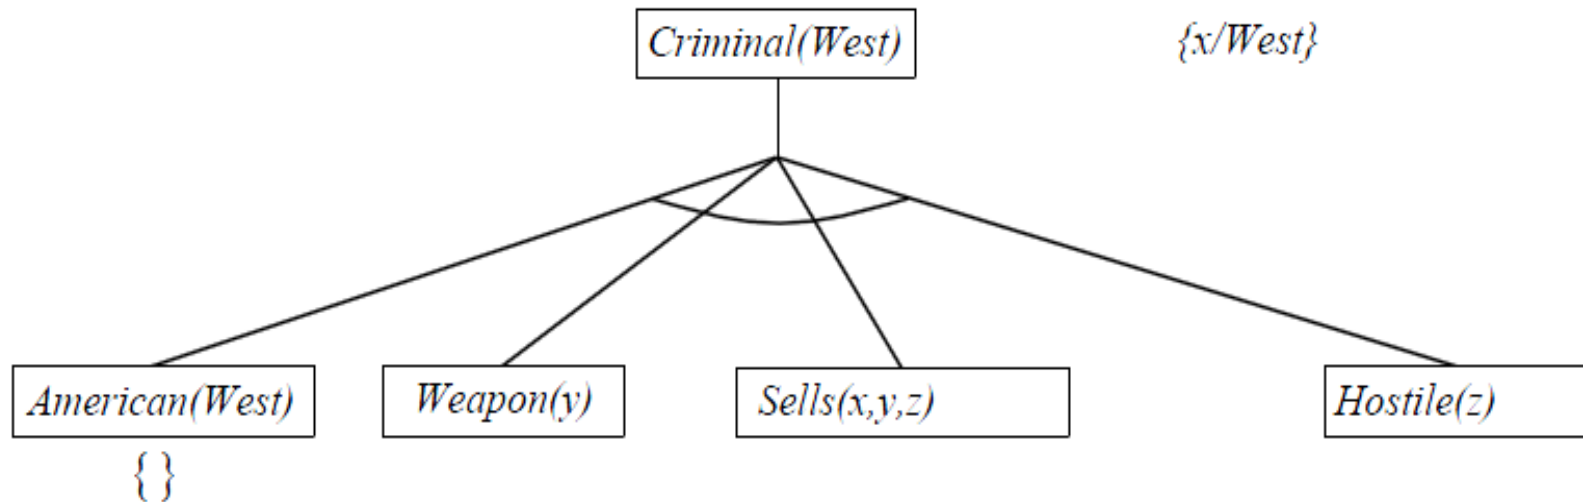 Criminal(West)
{x/West}
American(West)
Weapon(y)
Sells(x,y,z)
Hostile(z)
{ }